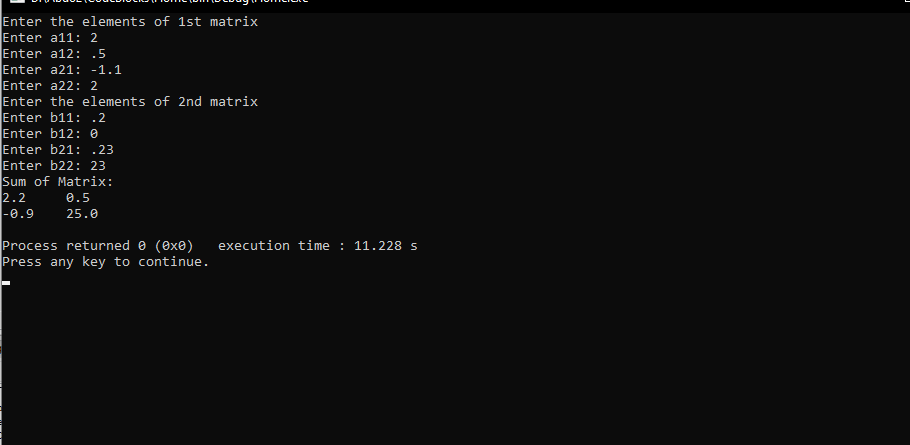 Enter the elements of 1st matrix
Enter a11: 2
Enter a12: .5
Enter a21: -1.1
Enter a22: 2
Enter the elements of 2nd matrix
Enter b11: .2
Enter b12: 0
Enter b21: .23
Enter b22: 23
Sum of Matrix:
2.2     0.5
-0.9    25.0
Process returned 0 (0x0)   execution time : 11.228 s
Press any key to continue.